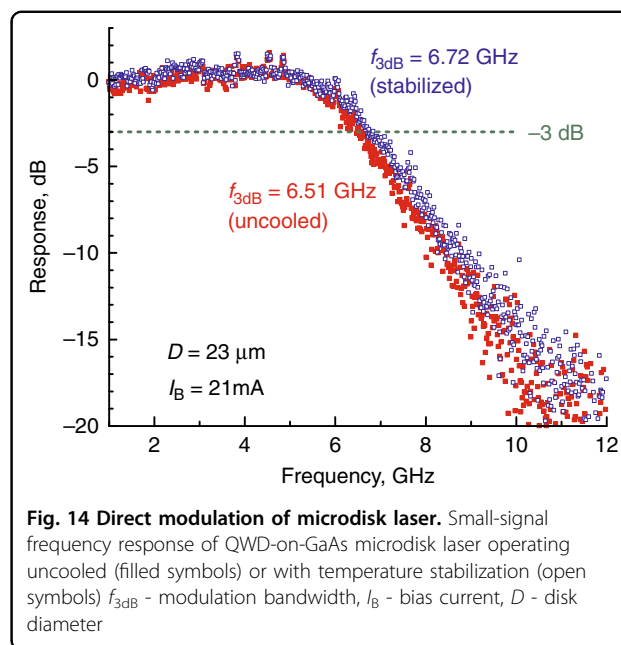 f3dB = 6.72 GHz
(stabilized)
–3 dB
f3dB = 6.51 GHz
(uncooled)
D = 23 μm
IB = 21mA
Response, dB
0
–5
–10
–15
–20
2 4 6 8 10 12
Frequency, GHz
Fig. 14 Direct modulation of microdisk laser. Small-signal
frequency response of QWD-on-GaAs microdisk laser operating
uncooled (filled symbols) or with temperature stabilization (open
symbols) f3dB - modulation bandwidth, IB - bias current, D - disk
diameter